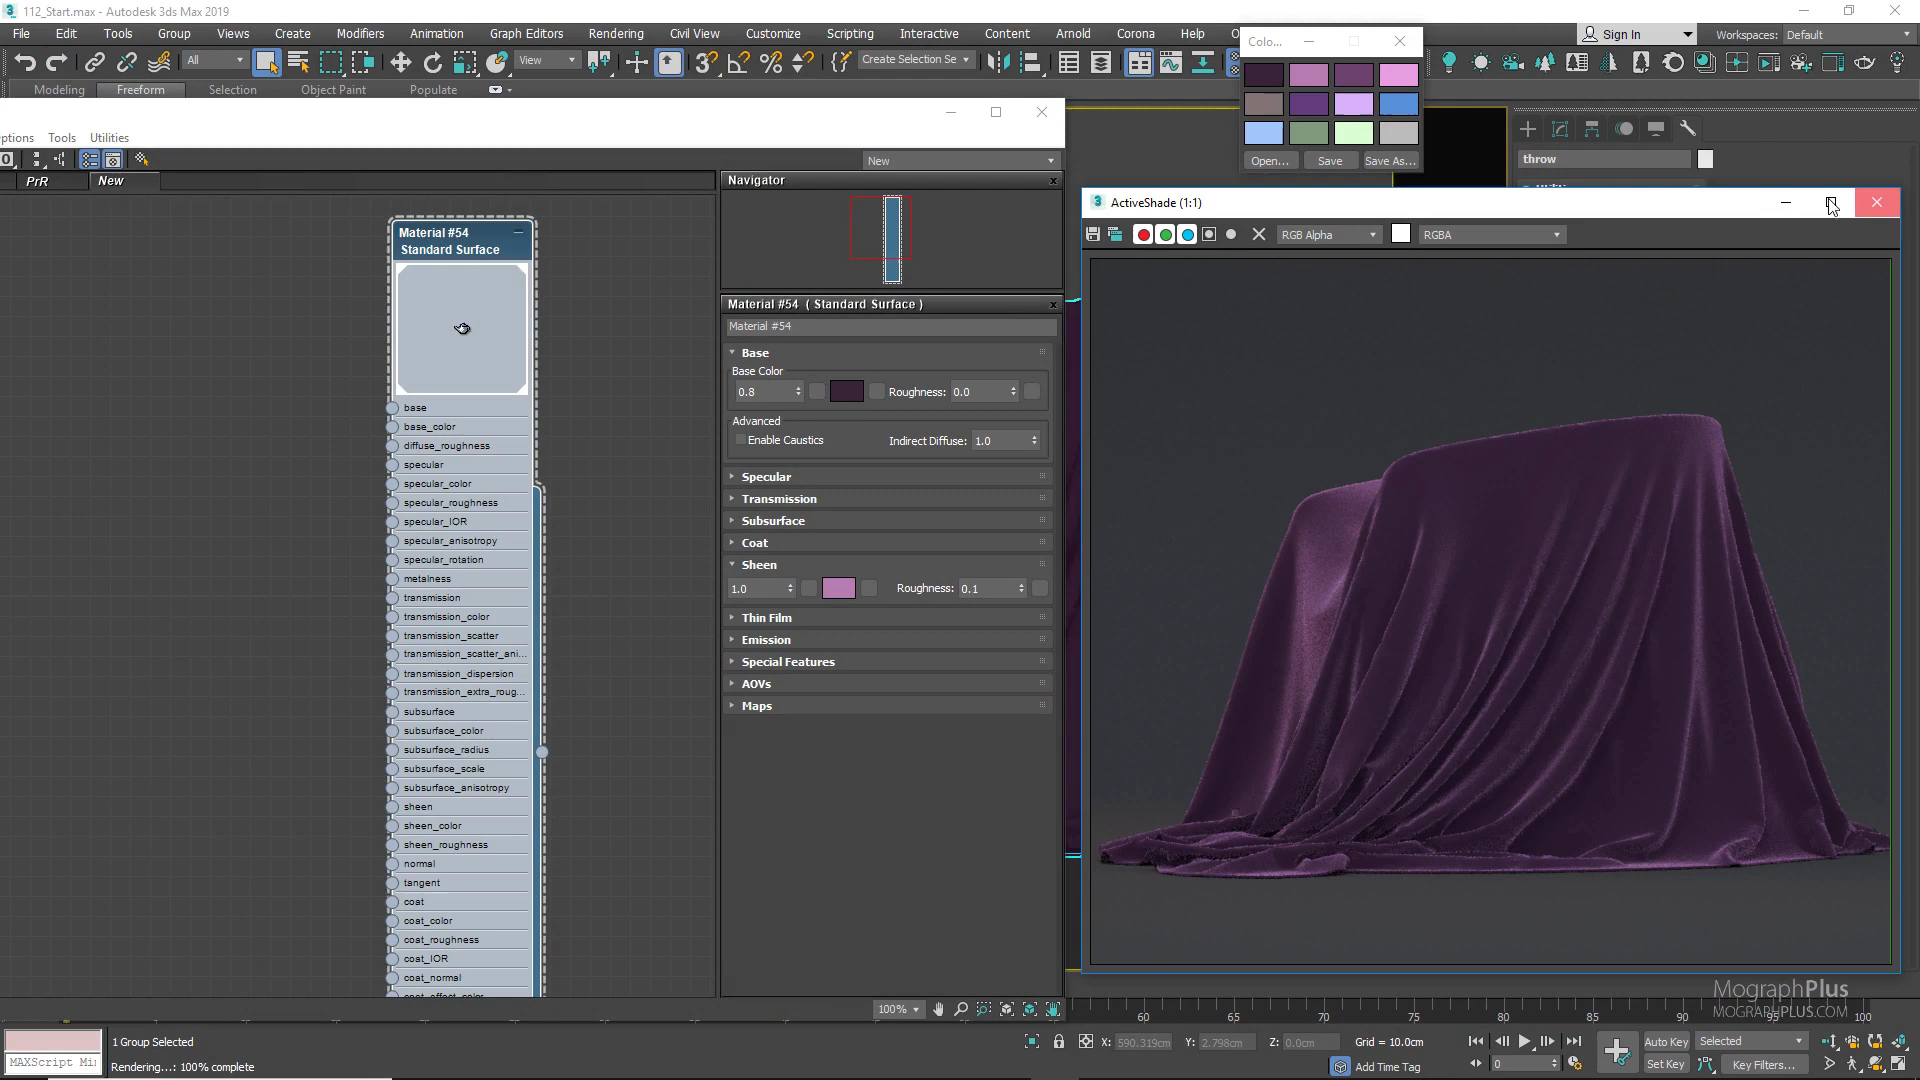 112_Start.max - Autodesk 3ds Max 2019
File Edit Tools Group Views Create Modifiers Animation Graph Editors Rendering Civil View Customize Scripting Interactive Content Arnold Corona Help
Sign In Workspaces: Default
All View Create Selection Se
Modeling Freeform Selection Object Paint Populate
Colo...
Open... Save Save As...
ptions Tools Utilities
New
PrR New
Navigator
throw
Material #54
Standard Surface
base
base_color
diffuse_roughness
specular
specular_color
specular_roughness
specular_IOR
specular_anisotropy
specular_rotation
metalness
transmission
transmission_color
transmission_scatter
transmission_scatter_ani...
transmission_dispersion
transmission_extra_roug...
subsurface
subsurface_color
subsurface_radius
subsurface_scale
subsurface_anisotropy
sheen
sheen_color
sheen_roughness
normal
tangent
coat
coat_color
coat_roughness
coat_IOR
coat_normal
Material #54 ( Standard Surface )
Material #54
Base
Base Color
0.8 Roughness: 0.0
Advanced
Enable Caustics Indirect Diffuse: 1.0
Specular
Transmission
Subsurface
Coat
Sheen
1.0 Roughness: 0.1
Thin Film
Emission
Special Features
AOVs
Maps
ActiveShade (1:1)
RGB Alpha RGBA
MographPlus
MOGRAPHPLUS.COM
100%
60 65 70 75 80 85 90 95 100
1 Group Selected
MAXScript Mi
Rendering...: 100% complete
X: 590.319cm Y: 2.798cm Z: 0.0cm Grid = 10.0cm
Add Time Tag
0
Auto Key Selected
Set Key Key Filters...